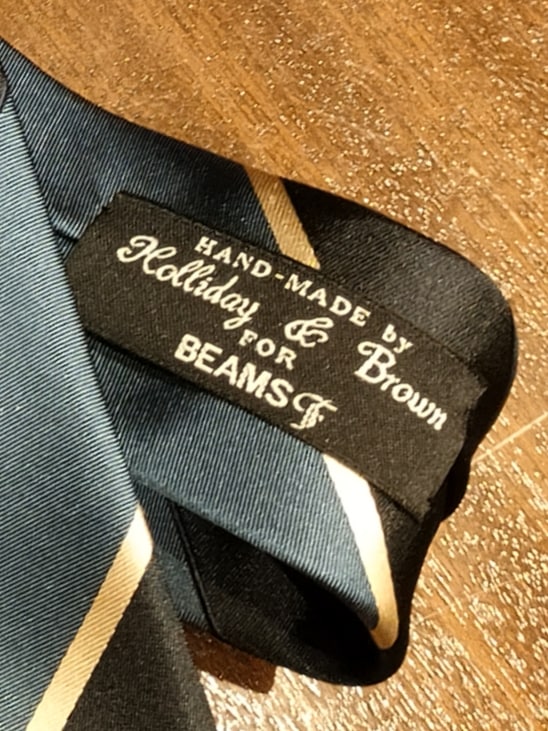 HAND-MADE by
Holliday & Brown
FOR
BEAMS F